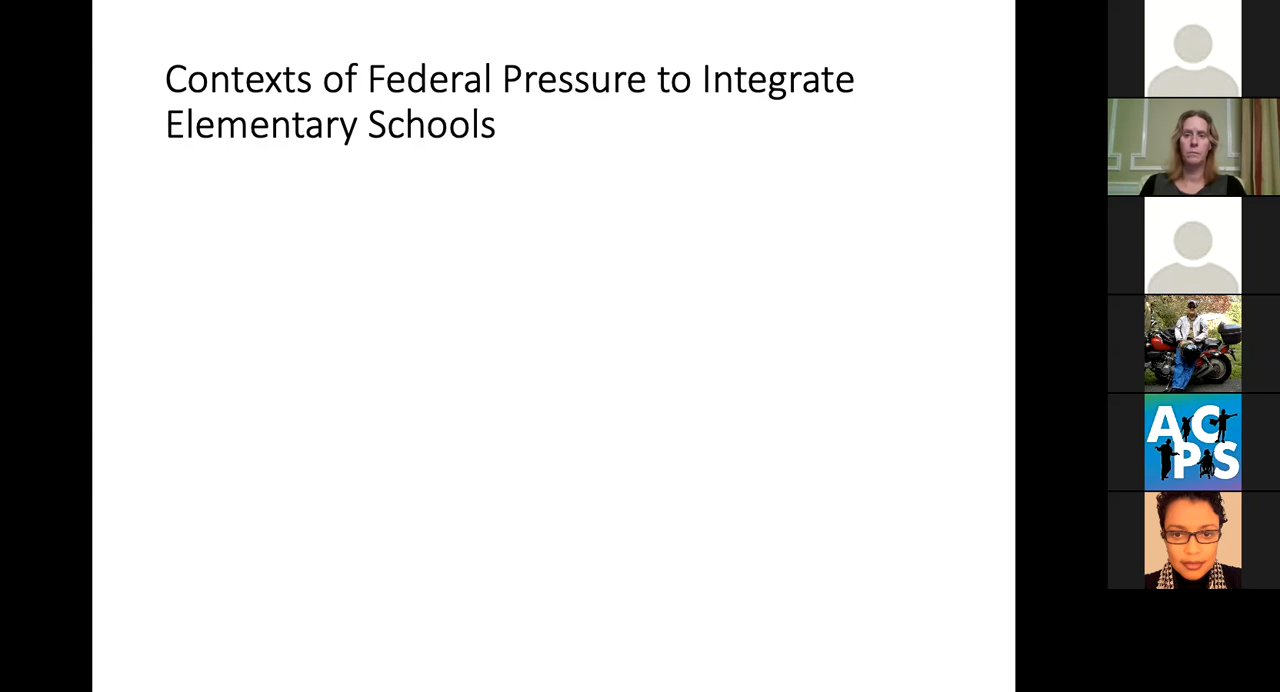 Contexts of Federal Pressure to Integrate
Elementary Schools
AC
PS